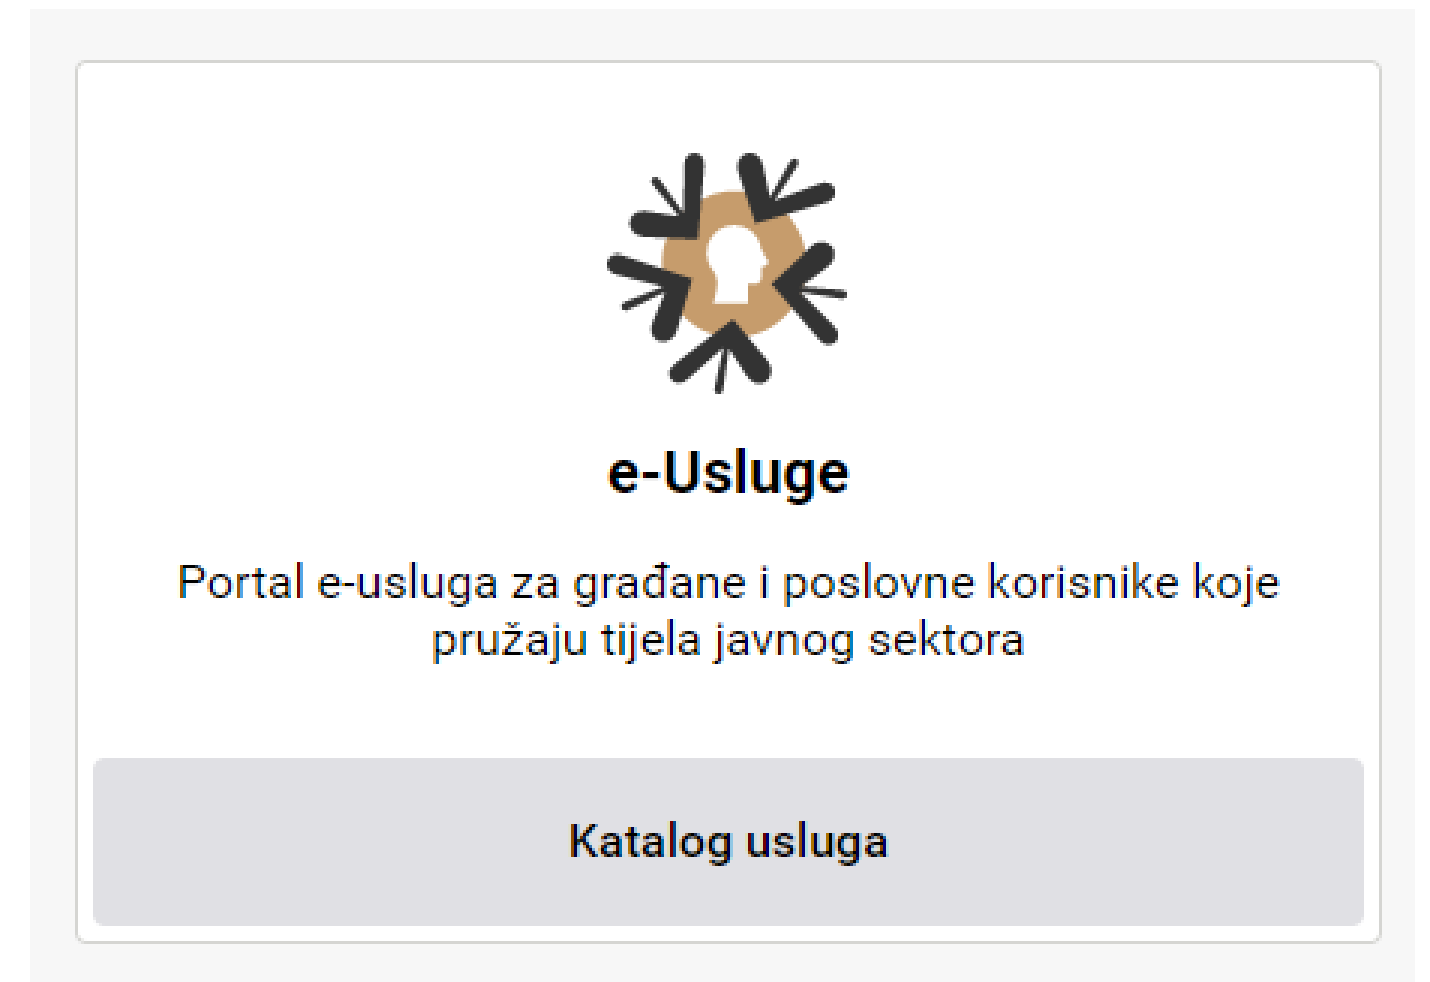 e-Usluge
Portal e-usluga za građane i poslovne korisnike koje
pružaju tijela javnog sektora
Katalog usluga